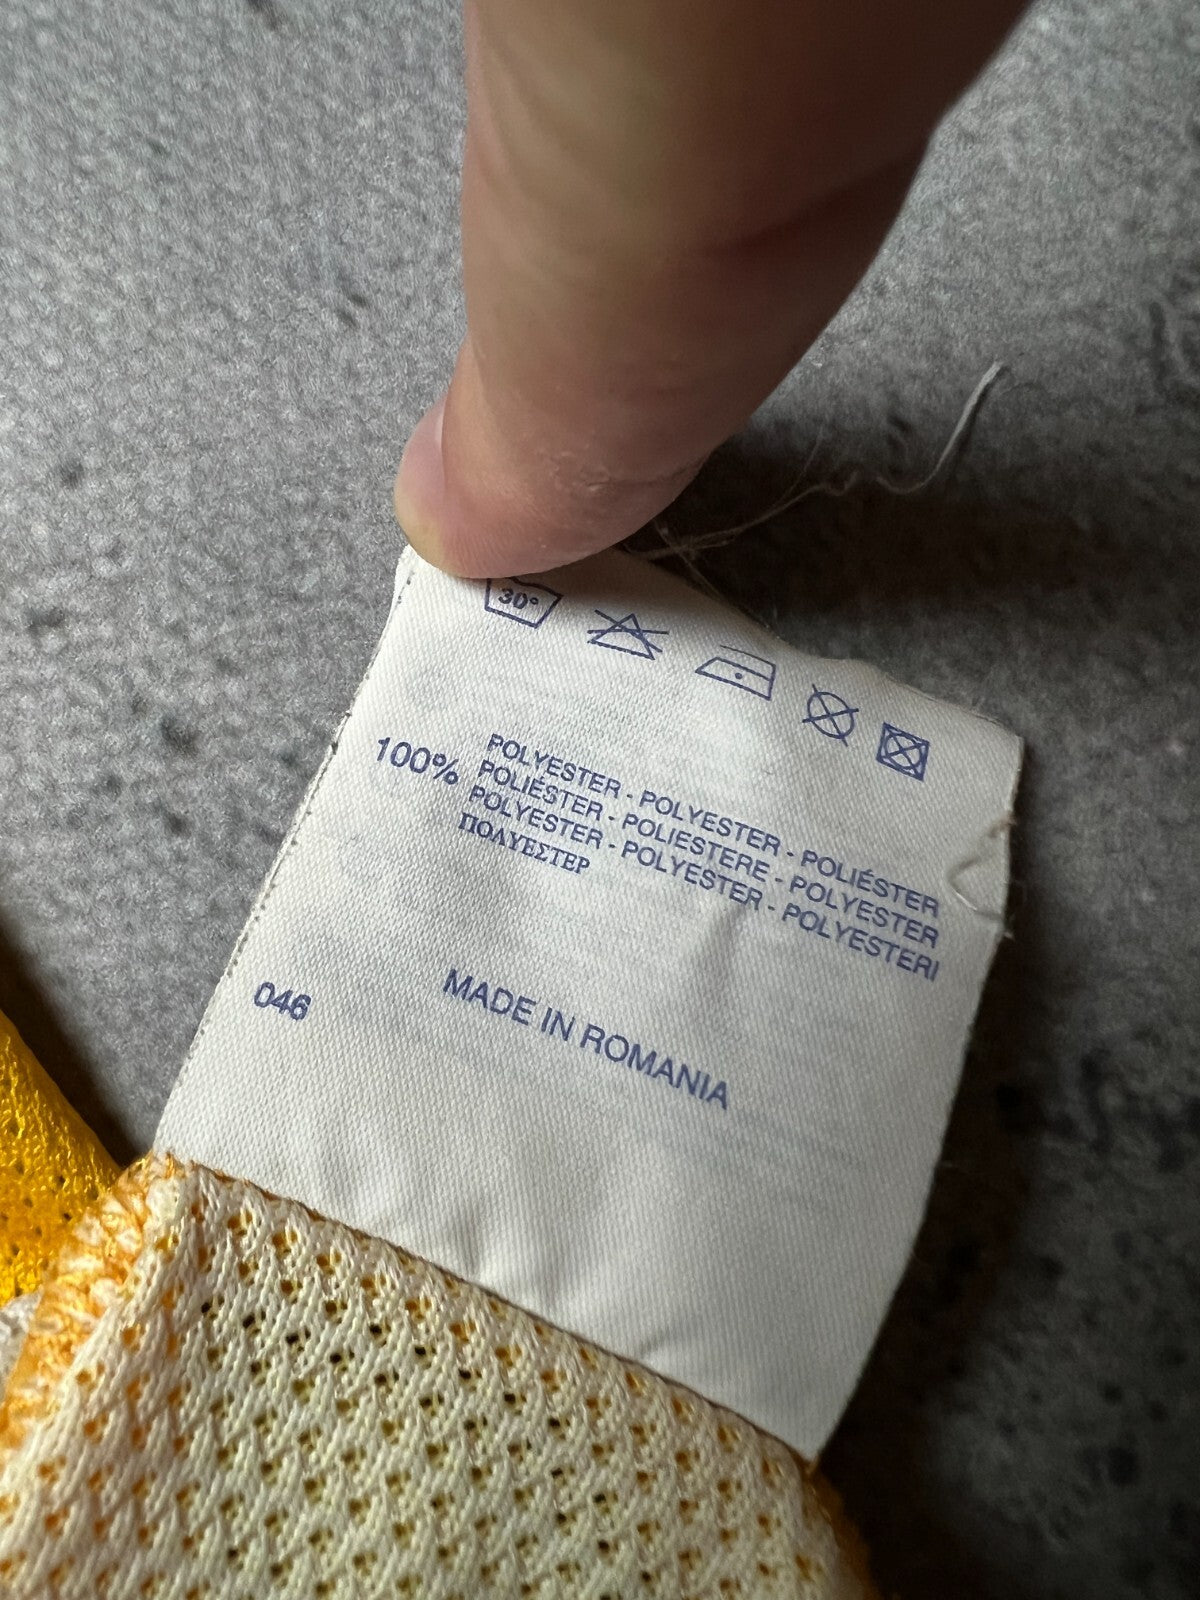 30°
100%
POLYESTER - POLYESTER - POLIÉSTER
POLIÉSTER - POLIESTERE - POLYESTER
POLYESTER - POLYESTER - POLYESTERI
ΠΟΛΥΕΣΤΕΡ
046
MADE IN ROMANIA